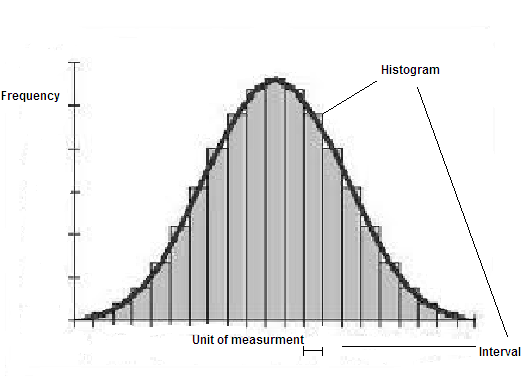 Histogram
Frequency
Unit of measurment
Interval